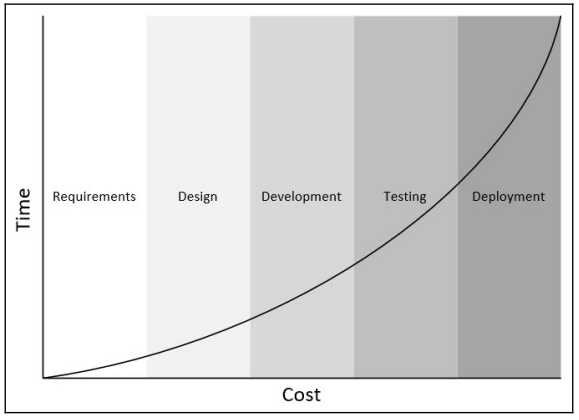 Time
Requirements
Design
Development
Testing
Deployment
Cost